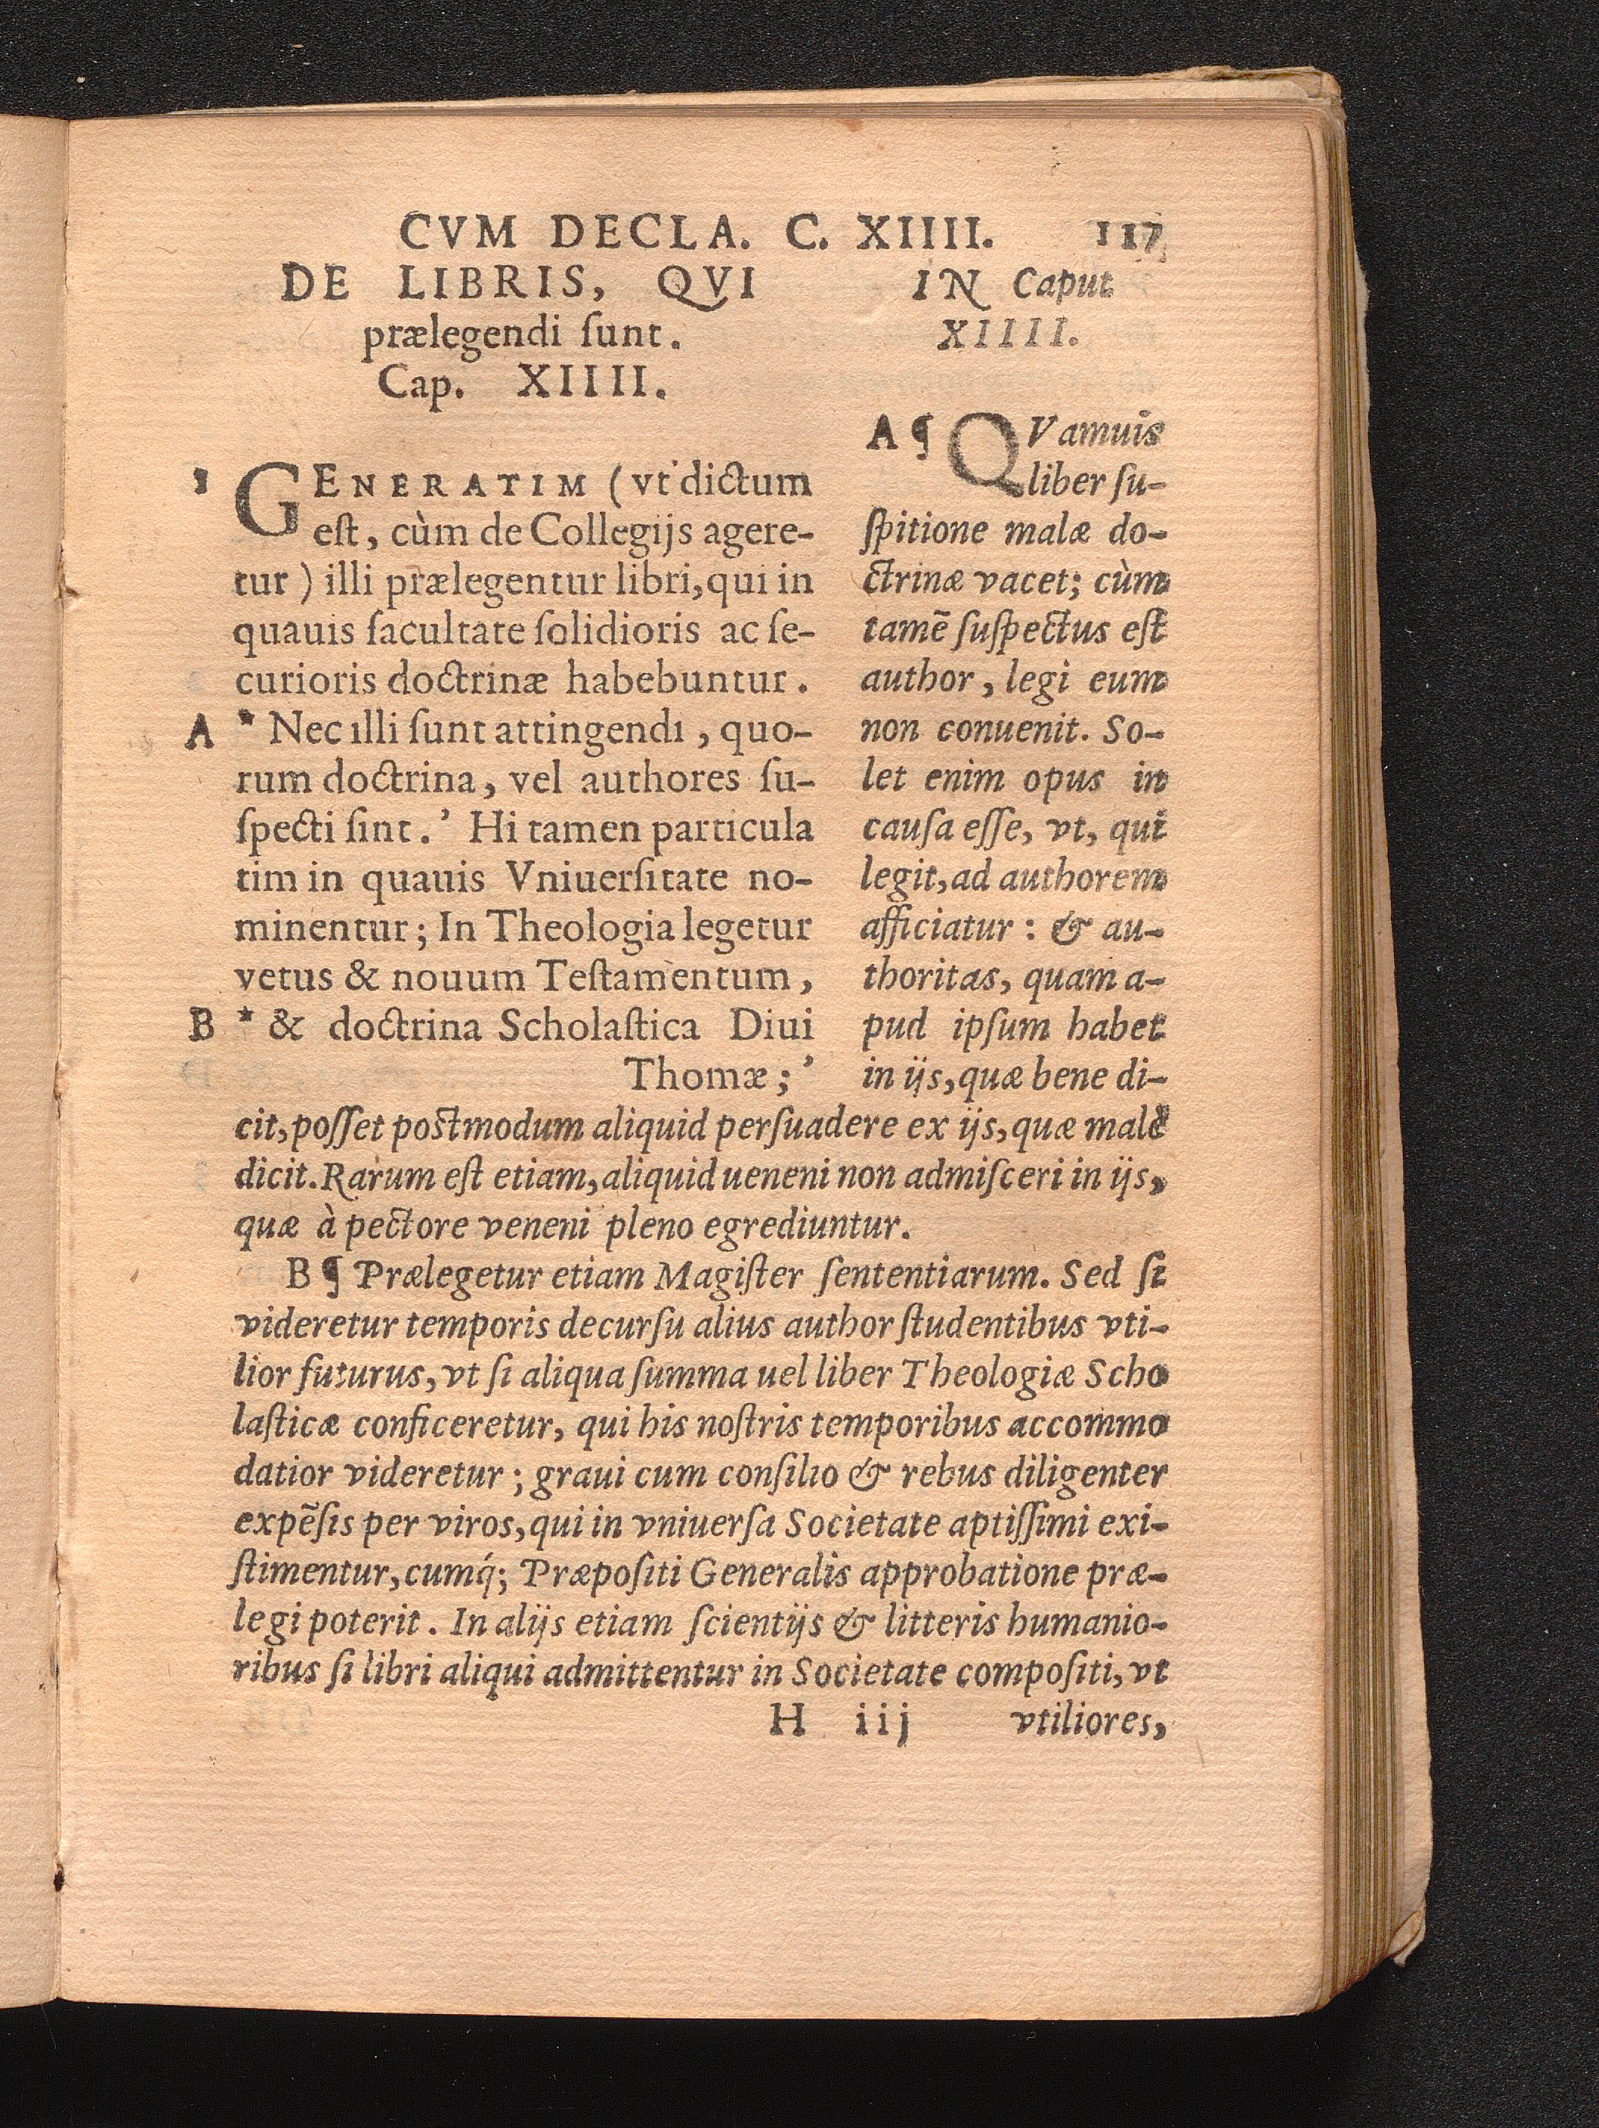 CVM DECLA. C. XIIII. 117
DE LIBRIS, QVI
prælegendi ſunt.
Cap. XIIII.
1 GENERATIM (vt dictum
eſt, cùm de Collegijs agere-
tur) illi prælegentur libri, qui in
quauis facultate ſolidioris ac ſe-
curioris doctrinæ habebuntur.
A * Nec illi ſunt attingendi, quo-
rum doctrina, vel authores ſu-
ſpecti ſint.’ Hi tamen particula
tim in quauis Vniuerſitate no-
minentur; In Theologia legetur
vetus & nouum Teſtamentum,
B * & doctrina Scholaſtica Diui
Thomæ;’
IN Caput
XIIII.
A ¶ QVamuis
liber ſu-
ſpitione malæ do-
ctrinæ vacet; cùm
tamē ſuſpectus eſt
author, legi eum
non conuenit. So-
let enim opus in
cauſa eſſe, vt, qui
legit, ad authorem
afficiatur: & au-
thoritas, quam a-
pud ipſum habet
in ijs, quæ bene di-
cit, poſſet poſtmodum aliquid perſuadere ex ijs, quæ malè
dicit. Rarum eſt etiam, aliquid ueneni non admiſceri in ijs,
quæ à pectore veneni pleno egrediuntur.
B ¶ Prælegetur etiam Magiſter ſententiarum. Sed ſi
videretur temporis decurſu alius author ſtudentibus vti-
lior futurus, vt ſi aliqua ſumma uel liber Theologiæ Scho
laſticæ conficeretur, qui his noſtris temporibus accommo
datior videretur; graui cum conſilio & rebus diligenter
expēſis per viros, qui in vniuerſa Societate aptiſſimi exi-
ſtimentur, cumq́; Præpoſiti Generalis approbatione præ-
legi poterit. In alijs etiam ſcientijs & litteris humanio-
ribus ſi libri aliqui admittentur in Societate compoſiti, vt
H iij vtiliores,